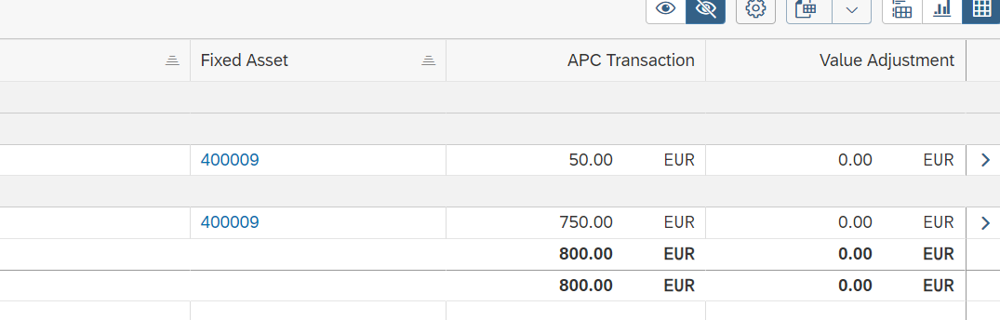 Fixed Asset APC Transaction Value Adjustment
400009 50.00 EUR 0.00 EUR
400009 750.00 EUR 0.00 EUR
800.00 EUR 0.00 EUR
800.00 EUR 0.00 EUR